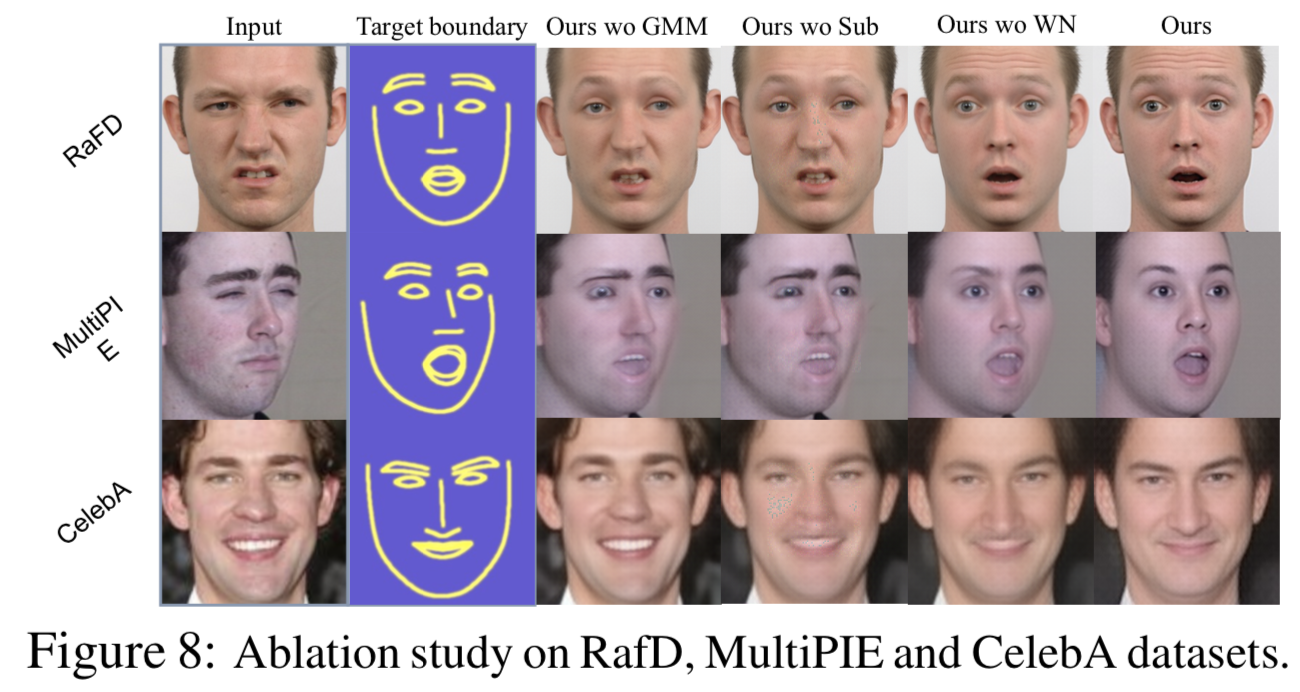 Input Target boundary Ours wo GMM Ours wo Sub Ours wo WN Ours
RaFD
MultiPI
E
CelebA
Figure 8: Ablation study on RafD, MultiPIE and CelebA datasets.